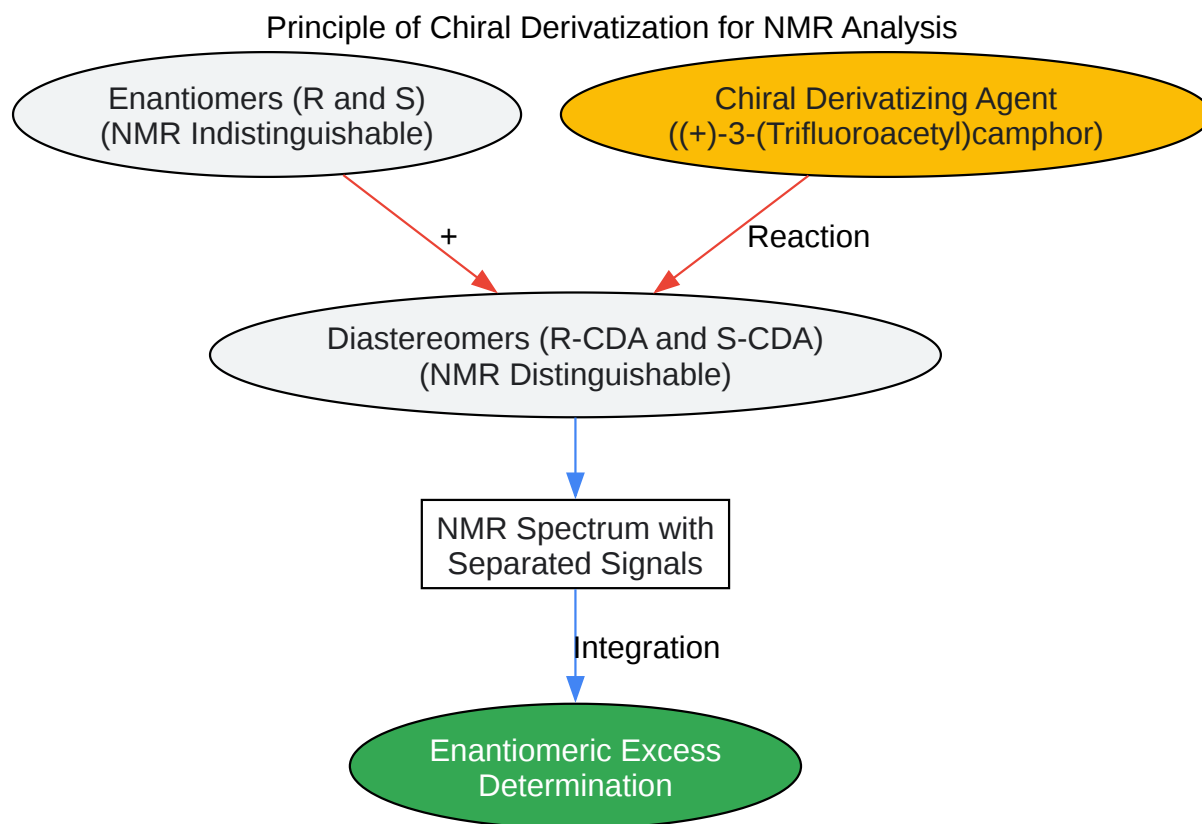 Principle of Chiral Derivatization for NMR Analysis
Enantiomers (R and S)
(NMR Indistinguishable)
Chiral Derivatizing Agent
((+)-3-(Trifluoroacetyl)camphor)
+
Reaction
Diastereomers (R-CDA and S-CDA)
(NMR Distinguishable)
NMR Spectrum with
Separated Signals
Integration
Enantiomeric Excess
Determination